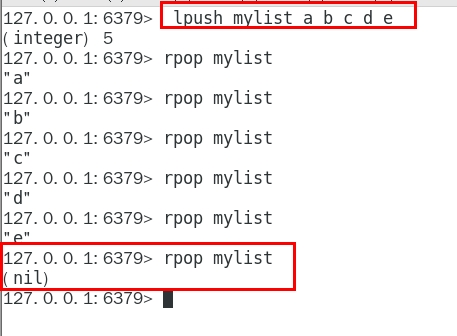 127.0.0.1:6379> lpush mylist a b c d e
(integer) 5
127.0.0.1:6379> rpop mylist
"a"
127.0.0.1:6379> rpop mylist
"b"
127.0.0.1:6379> rpop mylist
"c"
127.0.0.1:6379> rpop mylist
"d"
127.0.0.1:6379> rpop mylist
"e"
127.0.0.1:6379> rpop mylist
(nil)
127.0.0.1:6379>